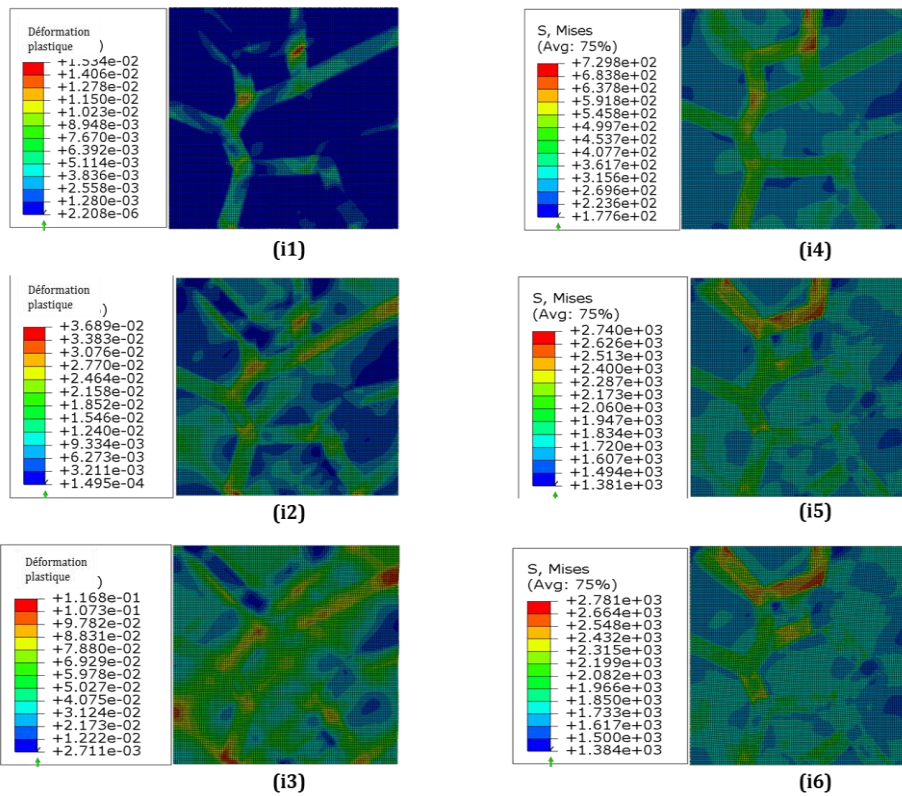 Déformation
plastique )
+1.534e-02
+1.406e-02
+1.278e-02
+1.150e-02
+1.023e-02
+8.948e-03
+7.670e-03
+6.392e-03
+5.114e-03
+3.836e-03
+2.558e-03
+1.280e-03
+2.208e-06
(i1)
S, Mises
(Avg: 75%)
+7.298e+02
+6.838e+02
+6.378e+02
+5.918e+02
+5.458e+02
+4.997e+02
+4.537e+02
+4.077e+02
+3.617e+02
+3.156e+02
+2.696e+02
+2.236e+02
+1.776e+02
(i4)
Déformation
plastique )
+3.689e-02
+3.383e-02
+3.076e-02
+2.770e-02
+2.464e-02
+2.158e-02
+1.852e-02
+1.546e-02
+1.240e-02
+9.334e-03
+6.273e-03
+3.211e-03
+1.495e-04
(i2)
S, Mises
(Avg: 75%)
+2.740e+03
+2.626e+03
+2.513e+03
+2.400e+03
+2.287e+03
+2.173e+03
+2.060e+03
+1.947e+03
+1.834e+03
+1.720e+03
+1.607e+03
+1.494e+03
+1.381e+03
(i5)
Déformation
plastique )
+1.168e-01
+1.073e-01
+9.782e-02
+8.831e-02
+7.880e-02
+6.929e-02
+5.978e-02
+5.027e-02
+4.075e-02
+3.124e-02
+2.173e-02
+1.222e-02
+2.711e-03
(i3)
S, Mises
(Avg: 75%)
+2.781e+03
+2.664e+03
+2.548e+03
+2.432e+03
+2.315e+03
+2.199e+03
+2.082e+03
+1.966e+03
+1.850e+03
+1.733e+03
+1.617e+03
+1.500e+03
+1.384e+03
(i6)